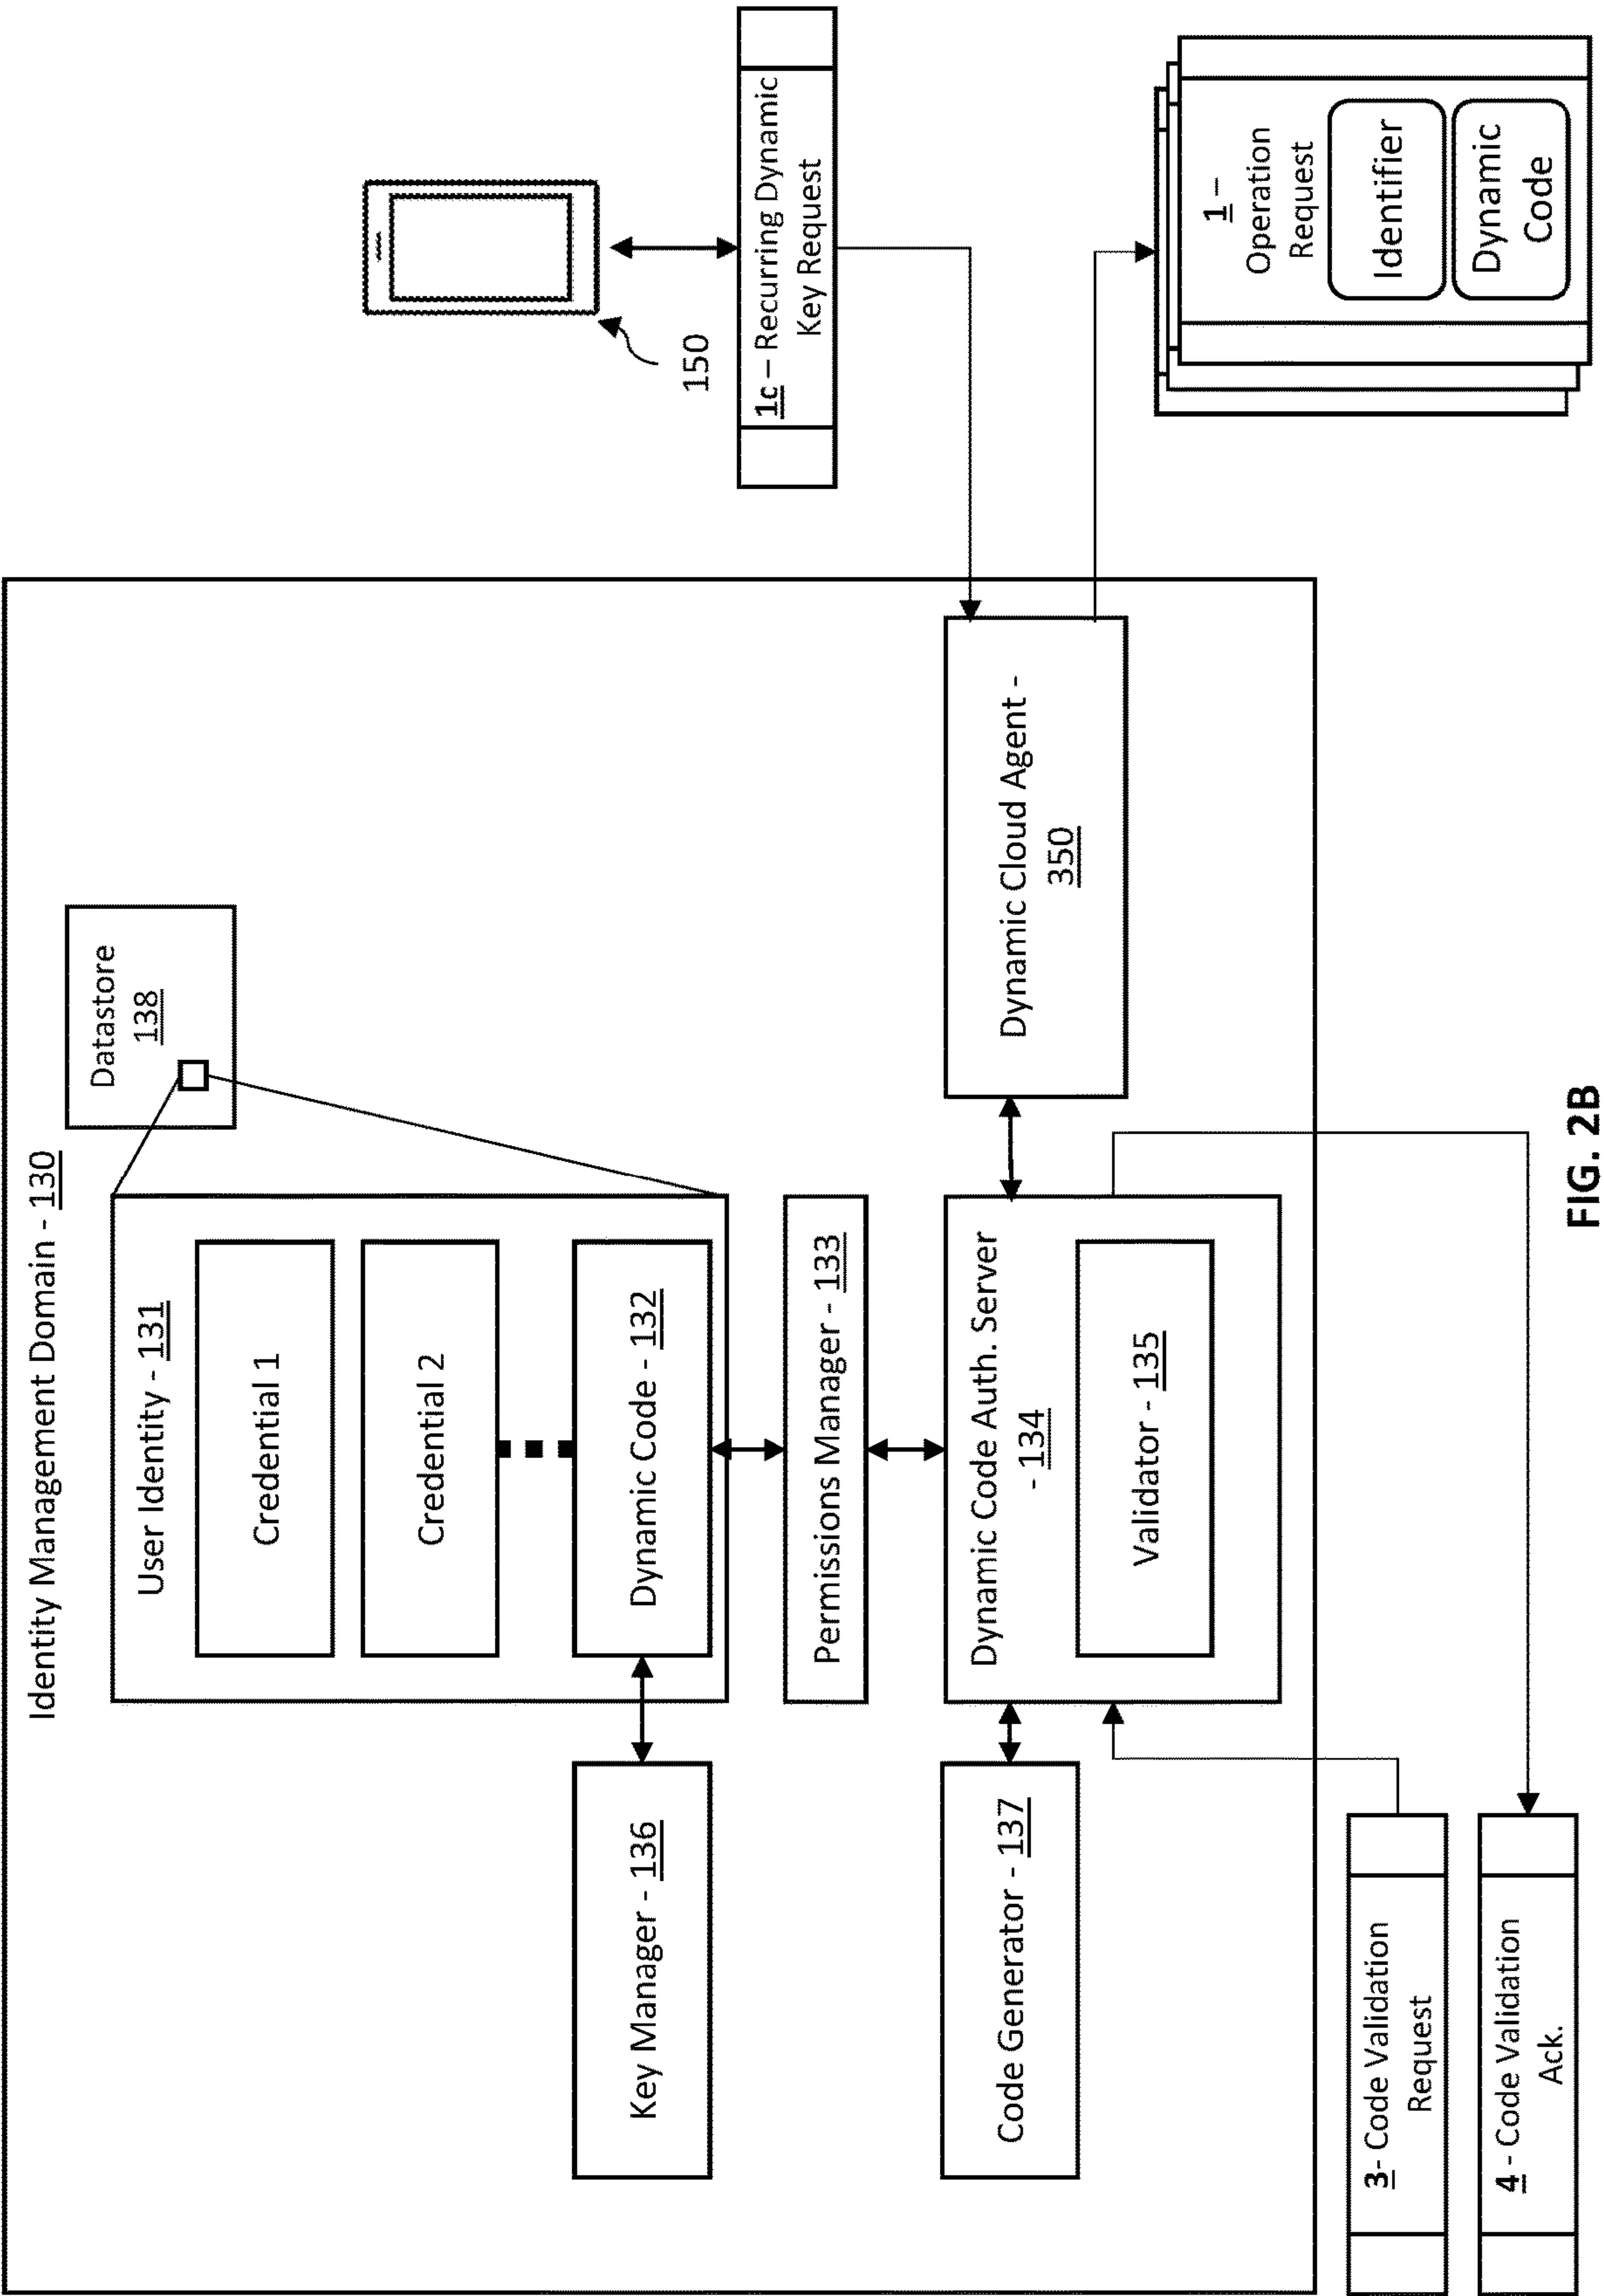 Identity Management Domain - 130
User Identity - 131
Credential 1
Credential 2
Dynamic Code - 132
Datastore
138
Key Manager - 136
Permissions Manager - 133
Code Generator - 137
Dynamic Code Auth. Server
- 134
Validator - 135
Dynamic Cloud Agent -
350
150
1c – Recurring Dynamic
Key Request
1 –
Operation
Request
Identifier
Dynamic
Code
3- Code Validation
Request
4 - Code Validation
Ack.
FIG. 2B